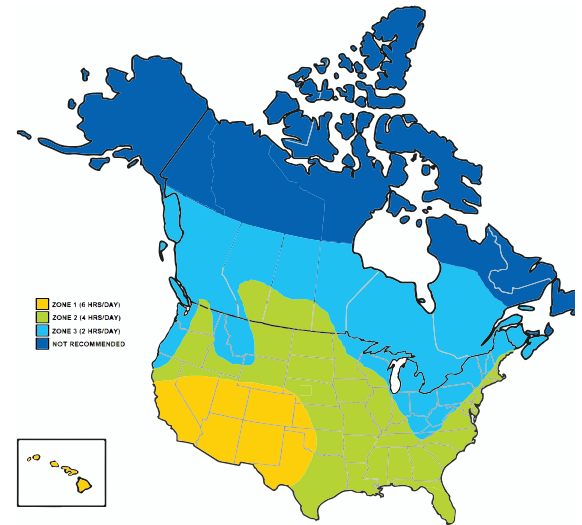 ZONE 1 (6 HRS/DAY)
ZONE 2 (4 HRS/DAY)
ZONE 3 (2 HRS/DAY)
NOT RECOMMENDED